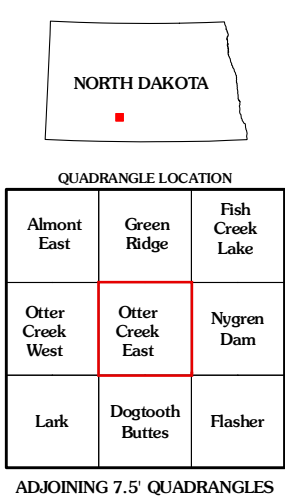 NORTH DAKOTA
QUADRANGLE LOCATION
Almont
East
Green
Ridge
Fish
Creek
Lake
Otter
Creek
West
Otter
Creek
East
Nygren
Dam
Lark
Dogtooth
Buttes
Flasher
ADJOINING 7.5' QUADRANGLES